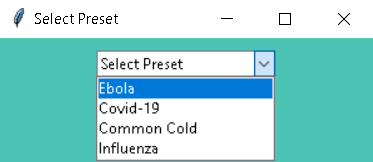 Select Preset
Select Preset
Ebola
Covid-19
Common Cold
Influenza